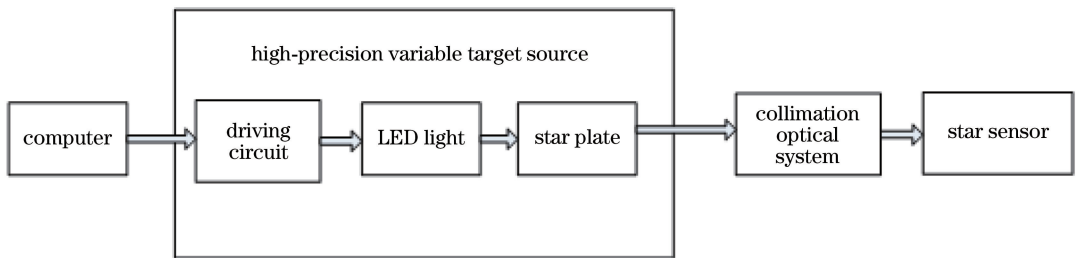 high-precision variable target source
computer
driving
circuit
LED light
star plate
collimation
optical
system
star sensor